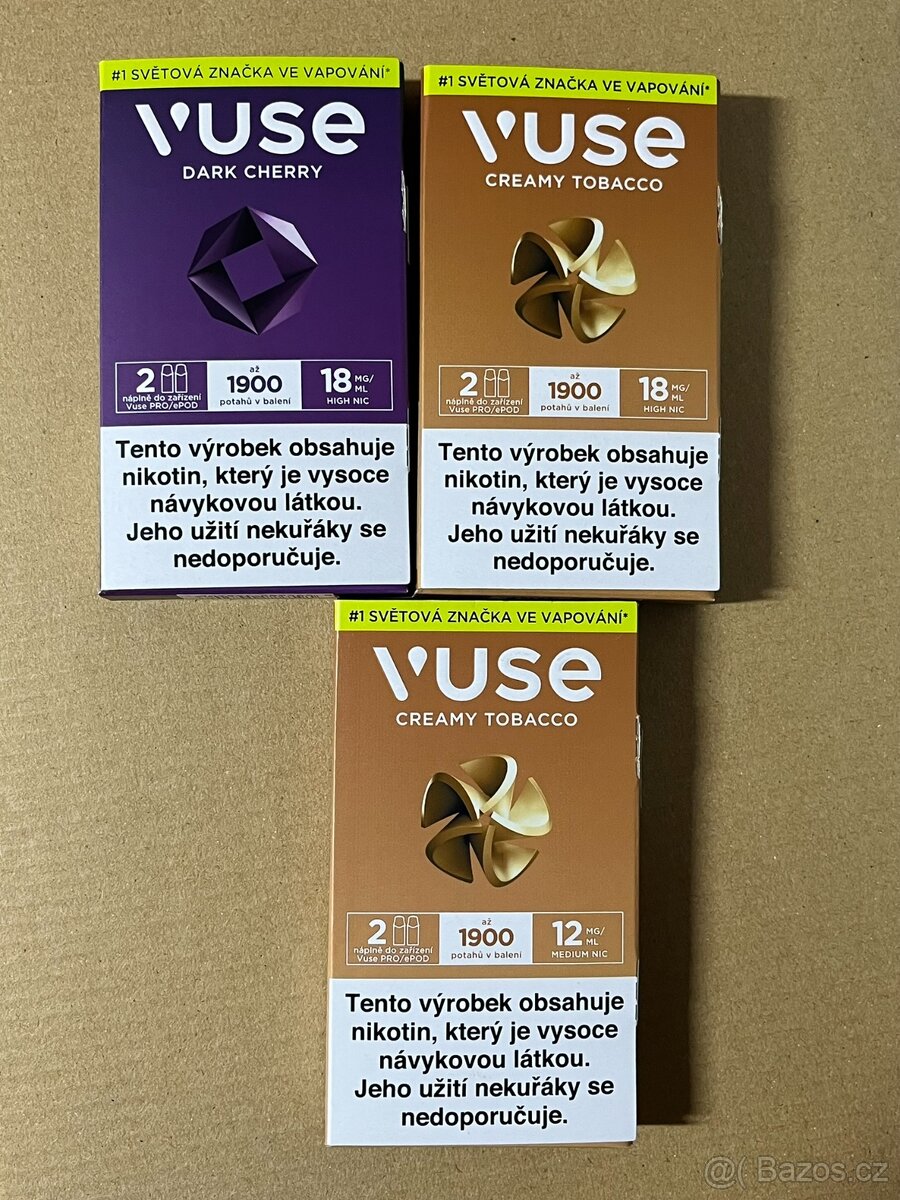 #1 SVĚTOVÁ ZNAČKA VE VAPOVÁNÍ*
VUSE
DARK CHERRY
2
náplně do zařízení
Vuse PRO/ePOD
až
1900
potahů v balení
18 MG/
ML
HIGH NIC
Tento výrobek obsahuje
nikotin, který je vysoce
návykovou látkou.
Jeho užití nekuřáky se
nedoporučuje.
#1 SVĚTOVÁ ZNAČKA VE VAPOVÁNÍ*
VUSE
CREAMY TOBACCO
2
náplně do zařízení
Vuse PRO/ePOD
až
1900
potahů v balení
18 MG/
ML
HIGH NIC
Tento výrobek obsahuje
nikotin, který je vysoce
návykovou látkou.
Jeho užití nekuřáky se
nedoporučuje.
#1 SVĚTOVÁ ZNAČKA VE VAPOVÁNÍ*
VUSE
CREAMY TOBACCO
2
náplně do zařízení
Vuse PRO/ePOD
až
1900
potahů v balení
12 MG/
ML
MEDIUM NIC
Tento výrobek obsahuje
nikotin, který je vysoce
návykovou látkou.
Jeho užití nekuřáky se
nedoporučuje.
@( Bazos.cz